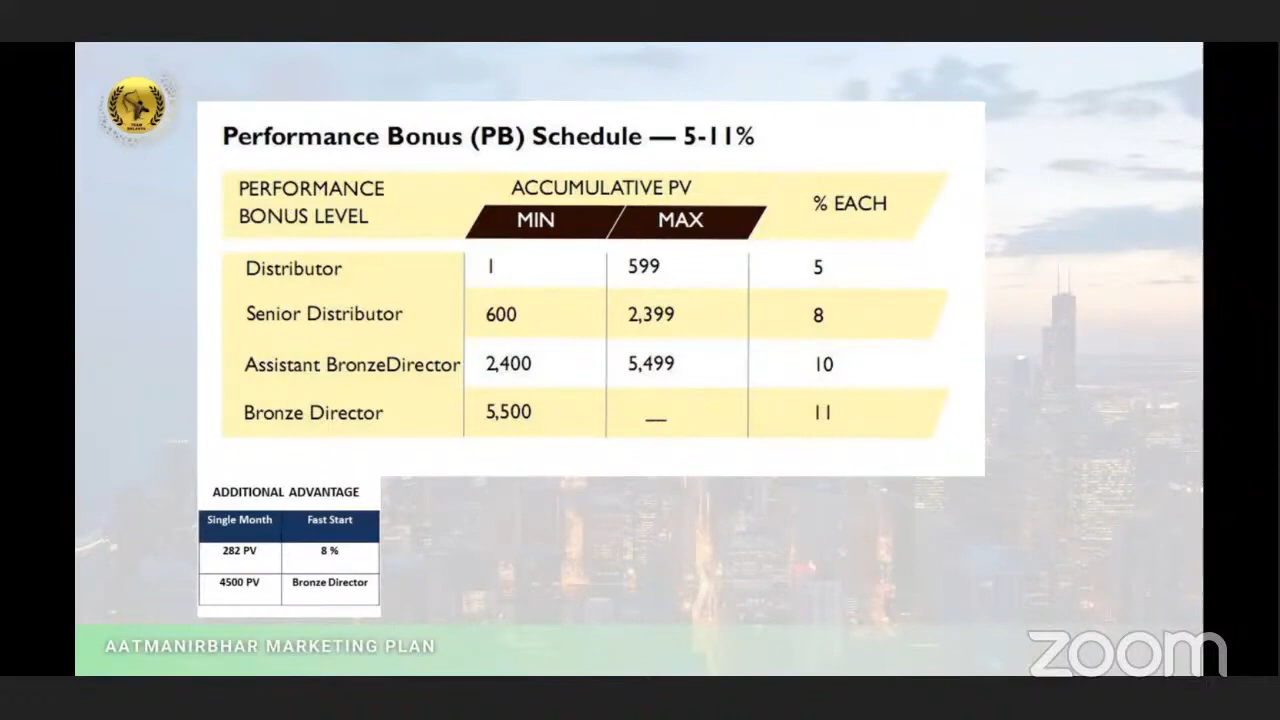 Performance Bonus (PB) Schedule — 5-11%
PERFORMANCE BONUS LEVEL
ACCUMULATIVE PV
% EACH
MIN MAX
Distributor 1 599 5
Senior Distributor 600 2,399 8
Assistant BronzeDirector 2,400 5,499 10
Bronze Director 5,500 __ 11
ADDITIONAL ADVANTAGE
Single Month Fast Start
282 PV 8 %
4500 PV Bronze Director
AATMANIRBHAR MARKETING PLAN
zoom